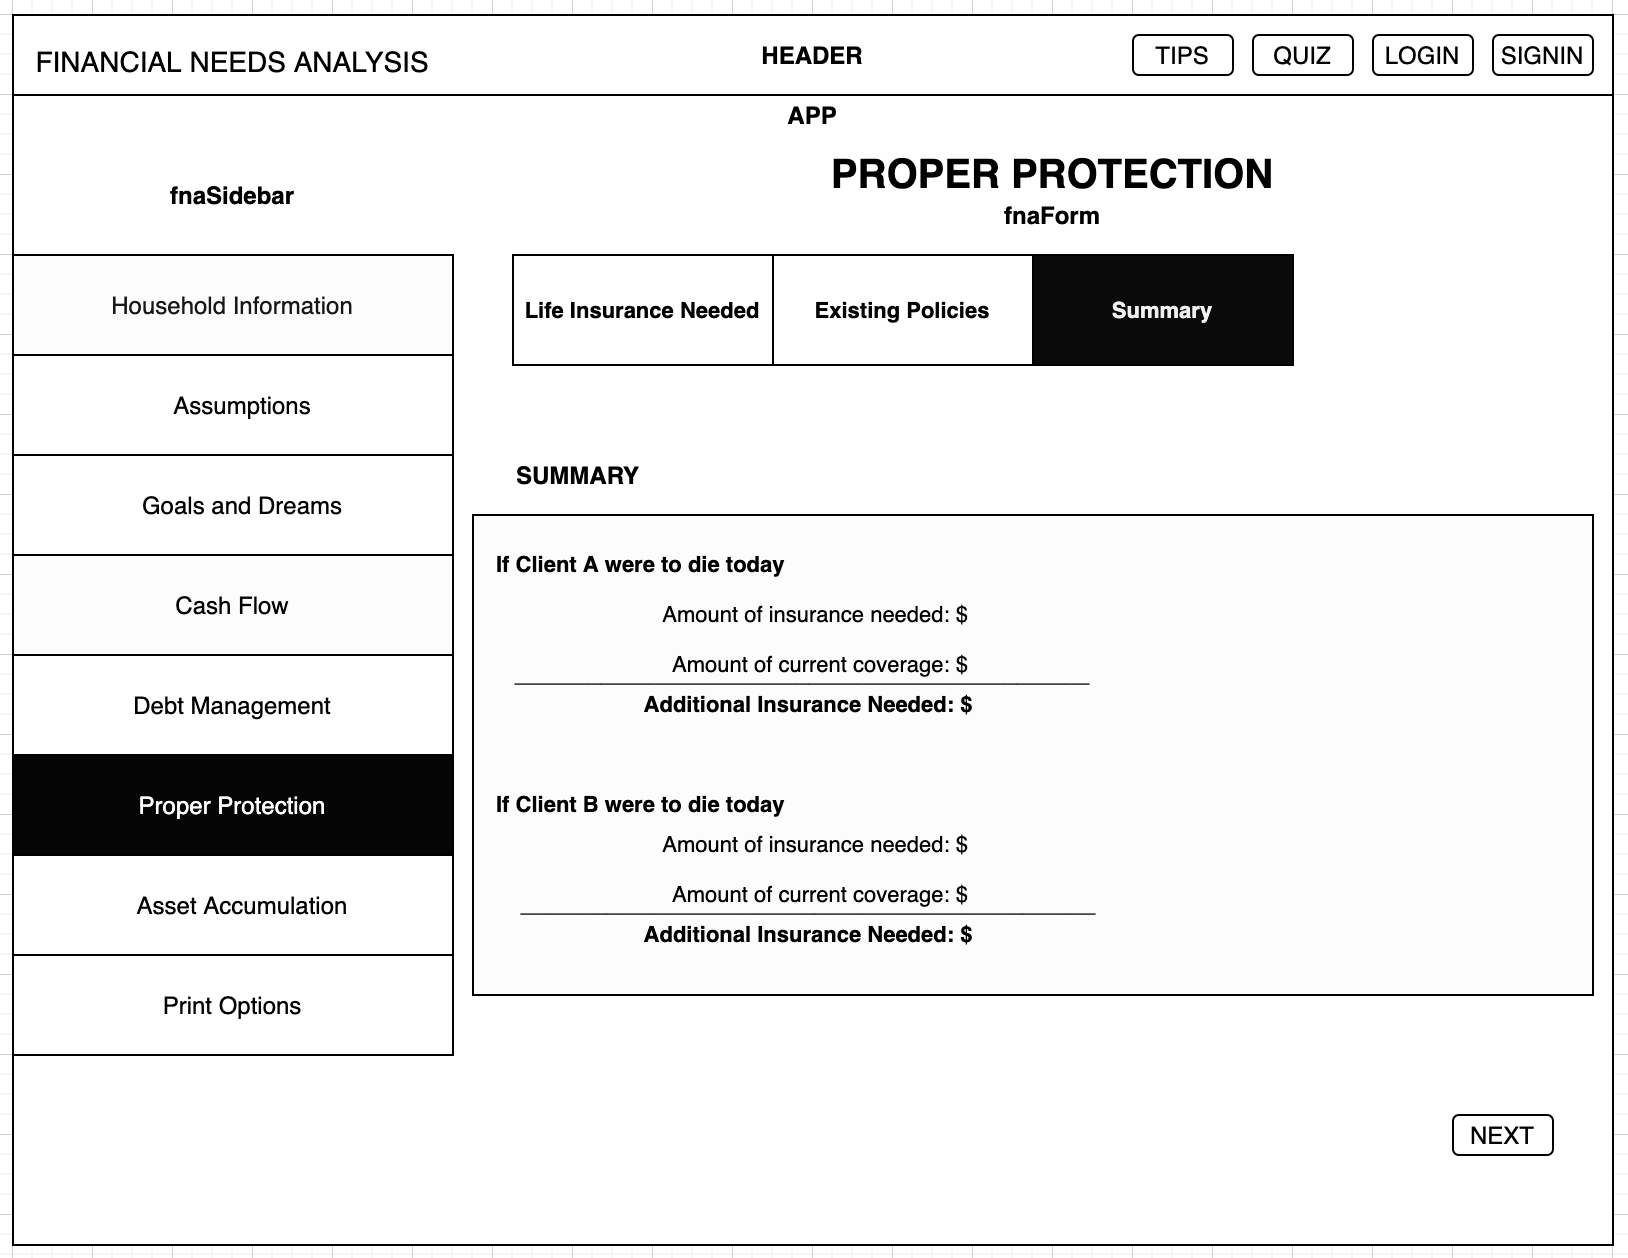 FINANCIAL NEEDS ANALYSIS
HEADER
TIPS
QUIZ
LOGIN
SIGNIN
APP
fnaSidebar
PROPER PROTECTION
fnaForm
Household Information
Assumptions
Goals and Dreams
Cash Flow
Debt Management
Proper Protection
Asset Accumulation
Print Options
Life Insurance Needed
Existing Policies
Summary
SUMMARY
If Client A were to die today
Amount of insurance needed: $
Amount of current coverage: $
Additional Insurance Needed: $
If Client B were to die today
Amount of insurance needed: $
Amount of current coverage: $
Additional Insurance Needed: $
NEXT